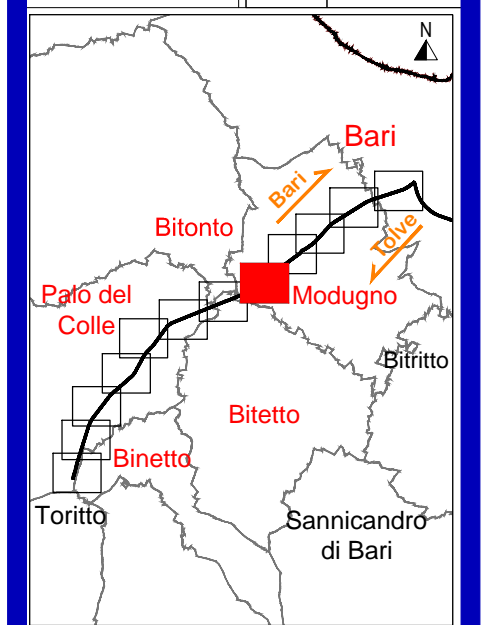 N
Bari
Bari
Tolve
Bitonto
Palo del
Colle
Modugno
Bitritto
Bitetto
Binetto
Toritto
Sannicandro
di Bari